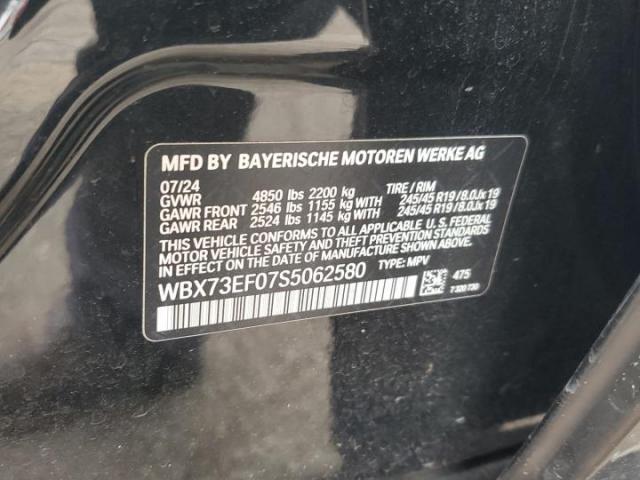 MFD BY BAYERISCHE MOTOREN WERKE AG
07/24
GVWR 4850 lbs 2200 kg TIRE / RIM
GAWR FRONT 2546 lbs 1155 kg WITH 245/45 R19 / 8.0Jx19
GAWR REAR 2524 lbs 1145 kg WITH 245/45 R19 / 8.0Jx19
THIS VEHICLE CONFORMS TO ALL APPLICABLE U.S. FEDERAL
MOTOR VEHICLE SAFETY STANDARDS IN EFFECT
ON THE DATE OF MANUFACTURE SHOWN ABOVE.
WBX73EF07S5062580 TYPE: MPV
475
7 320 730